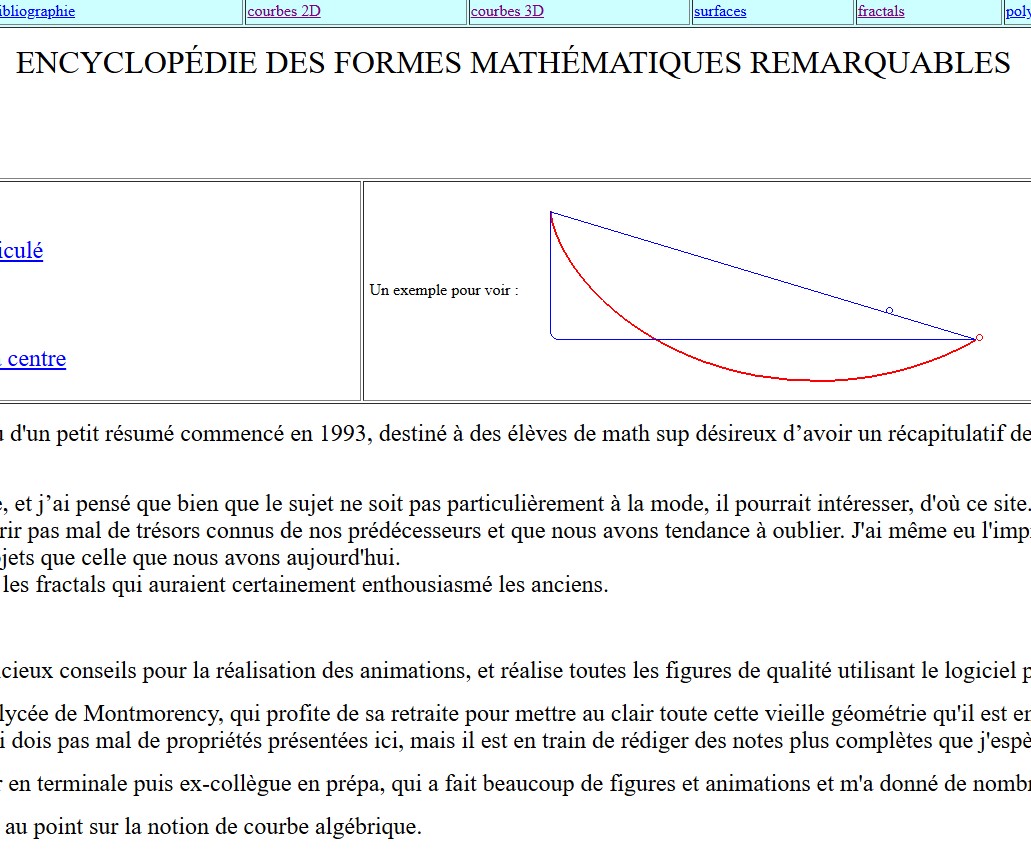 bliographie courbes 2D courbes 3D surfaces fractals poly
ENCYCLOPÉDIE DES FORMES MATHÉMATIQUES REMARQUABLES
iculé
Un exemple pour voir :
centre
d'un petit résumé commencé en 1993, destiné à des élèves de math sup désireux d’avoir un récapitulatif de
, et j’ai pensé que bien que le sujet ne soit pas particulièrement à la mode, il pourrait intéresser, d'où ce site.
rir pas mal de trésors connus de nos prédécesseurs et que nous avons tendance à oublier. J'ai même eu l'imp
jets que celle que nous avons aujourd'hui.
les fractals qui auraient certainement enthousiasmé les anciens.
cieux conseils pour la réalisation des animations, et réalise toutes les figures de qualité utilisant le logiciel p
lycée de Montmorency, qui profite de sa retraite pour mettre au clair toute cette vieille géométrie qu'il est en
i dois pas mal de propriétés présentées ici, mais il est en train de rédiger des notes plus complètes que j'espè
r en terminale puis ex-collègue en prépa, qui a fait beaucoup de figures et animations et m'a donné de nomb
au point sur la notion de courbe algébrique.